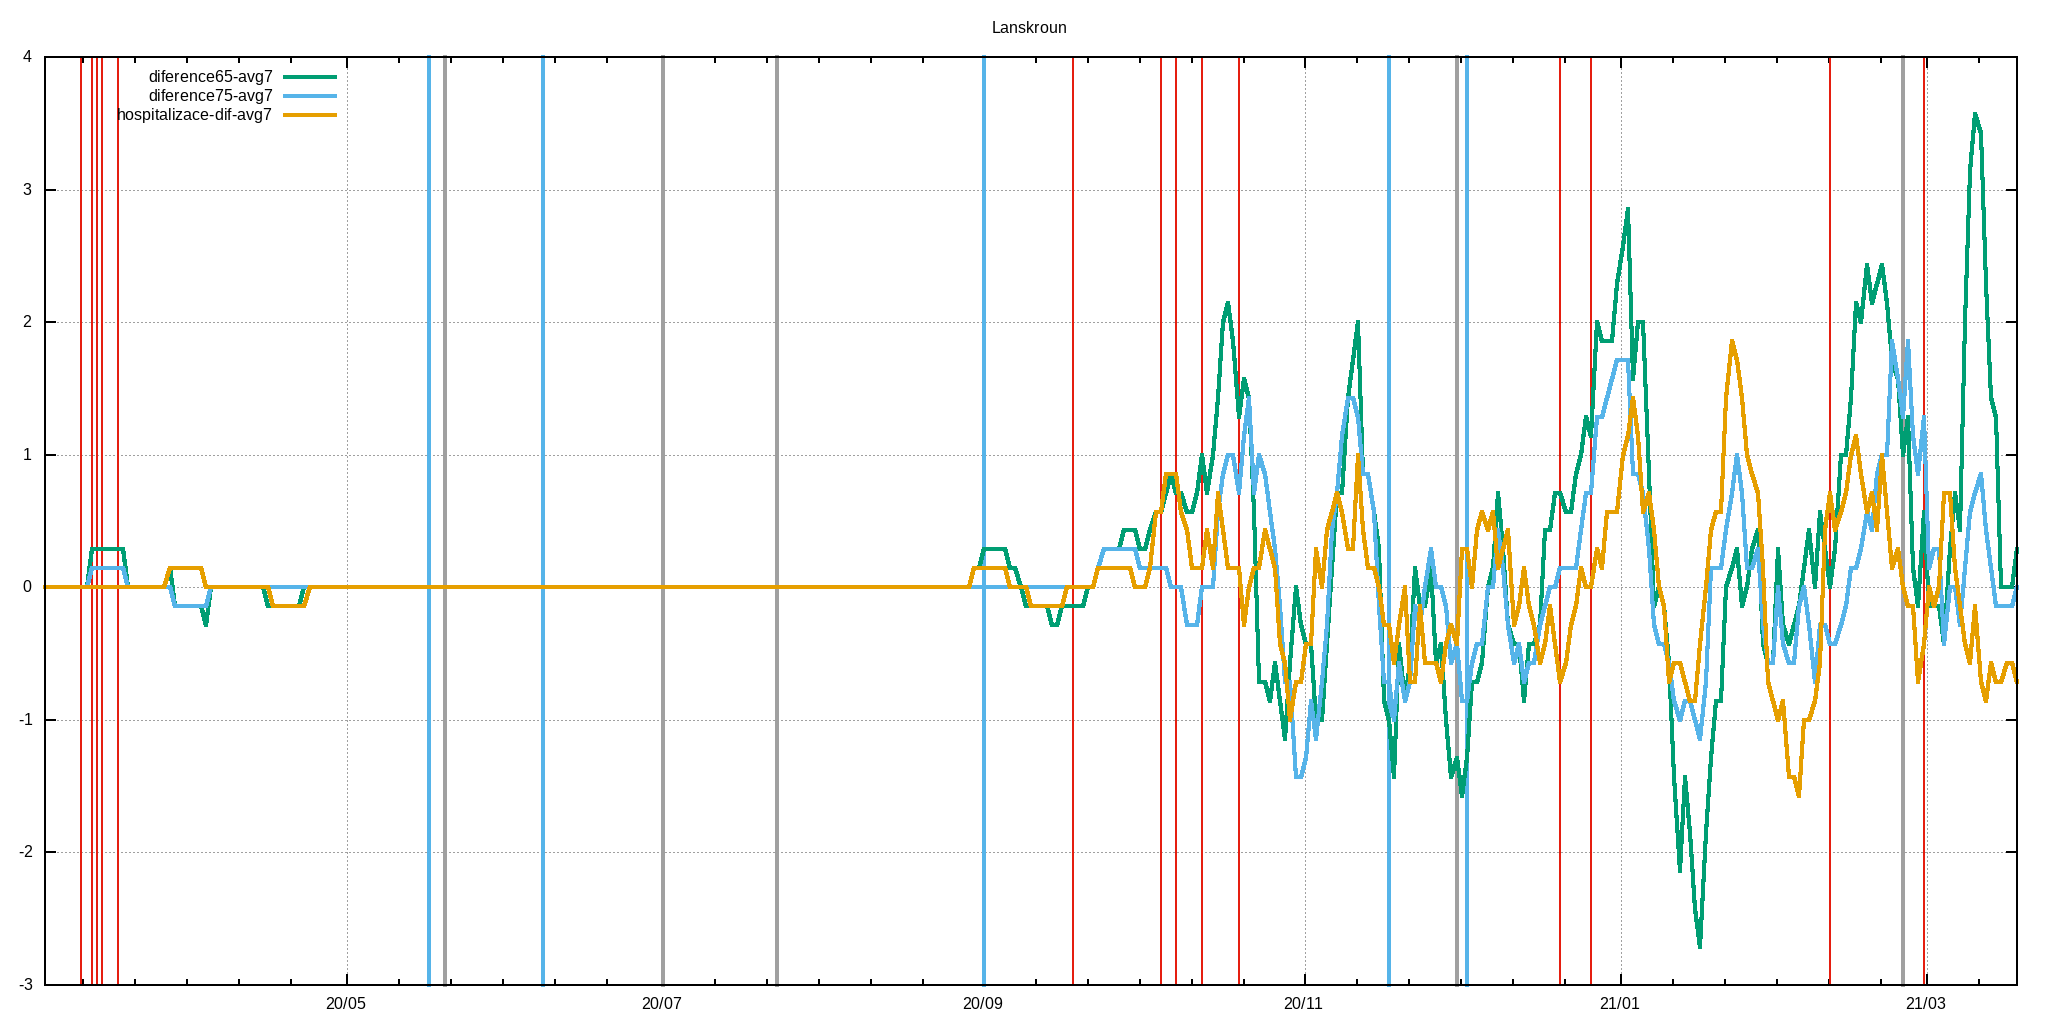 Lanskroun
4
diference65-avg7
diference75-avg7
hospitalizace-dif-avg7
3
2
1
0
-1
-2
-3
20/05 20/07 20/09 20/11 21/01 21/03